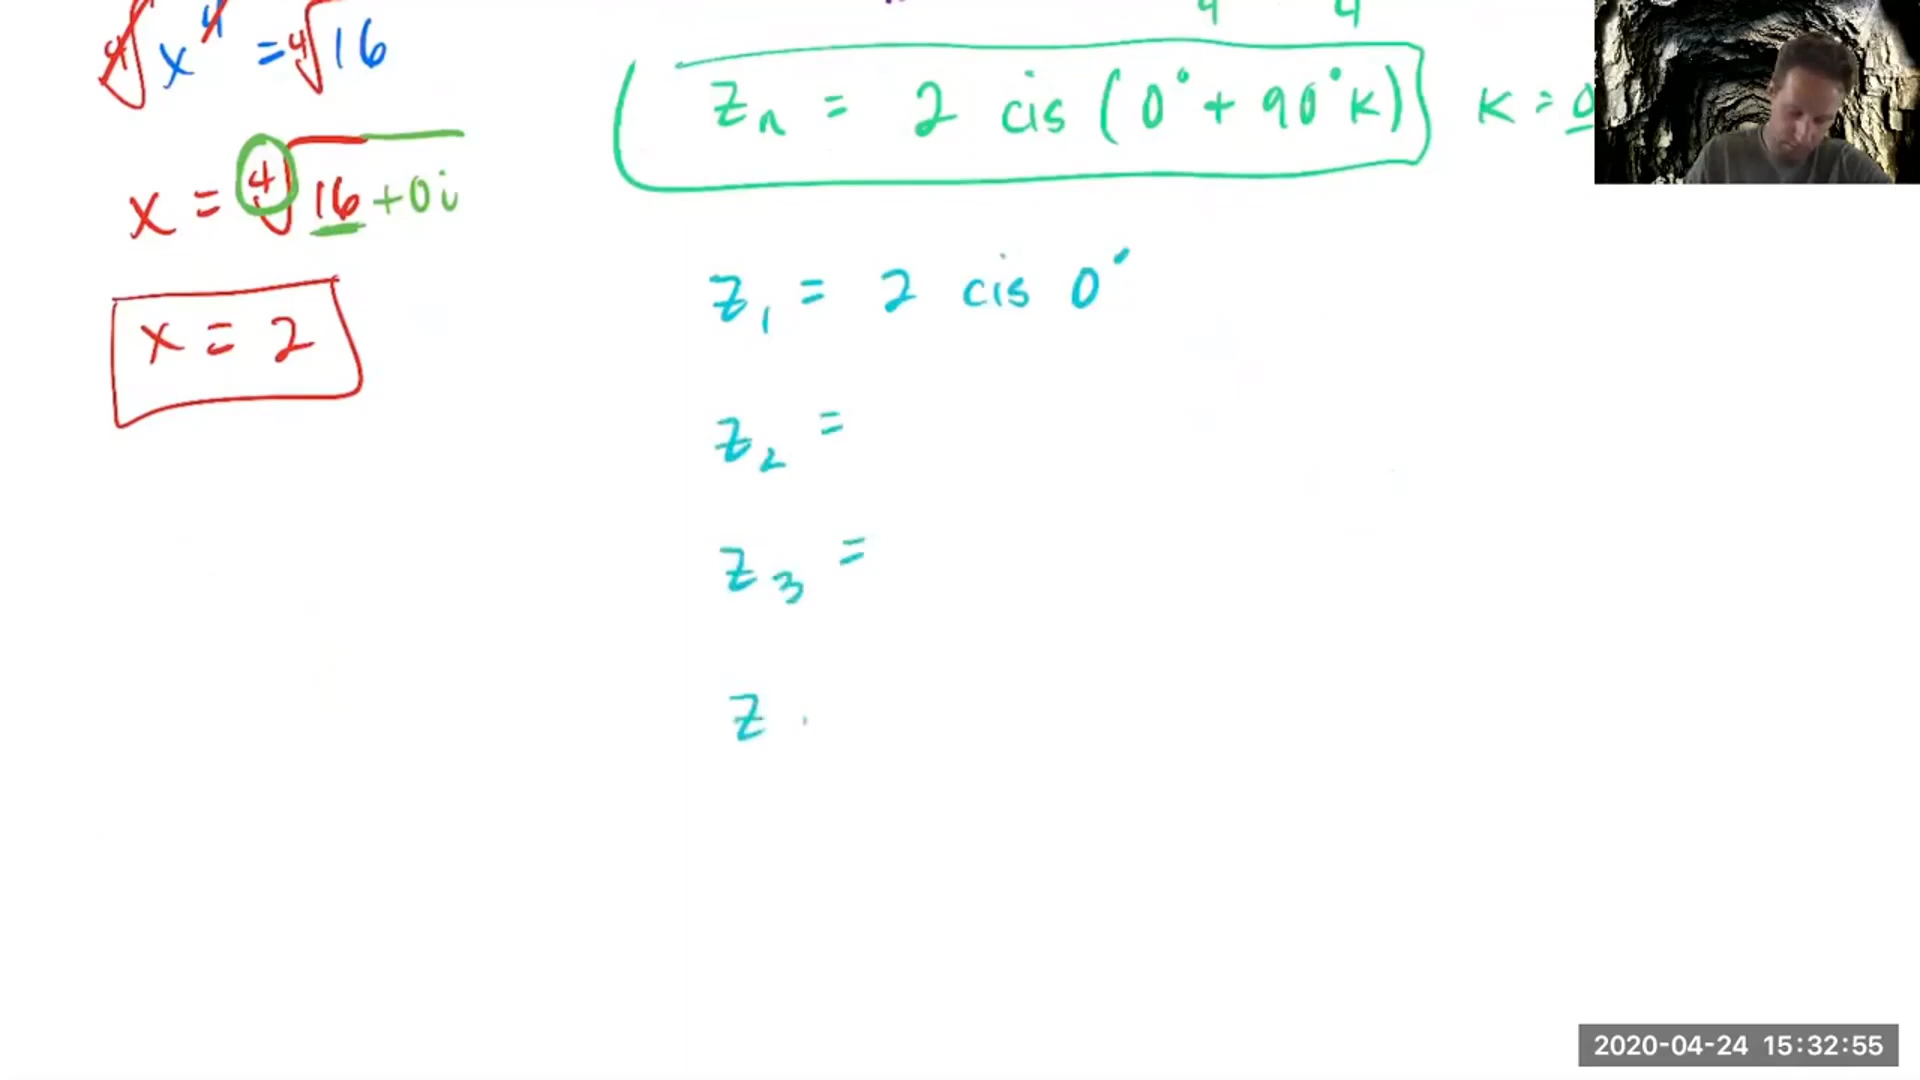 ∜x⁴ = ∜16
x = ∜16 + 0i
x = 2
4 4
zₙ = 2 cis (0° + 90°k) k = 0
z₁ = 2 cis 0°
z₂ =
z₃ =
z
2020-04-24 15:32:55